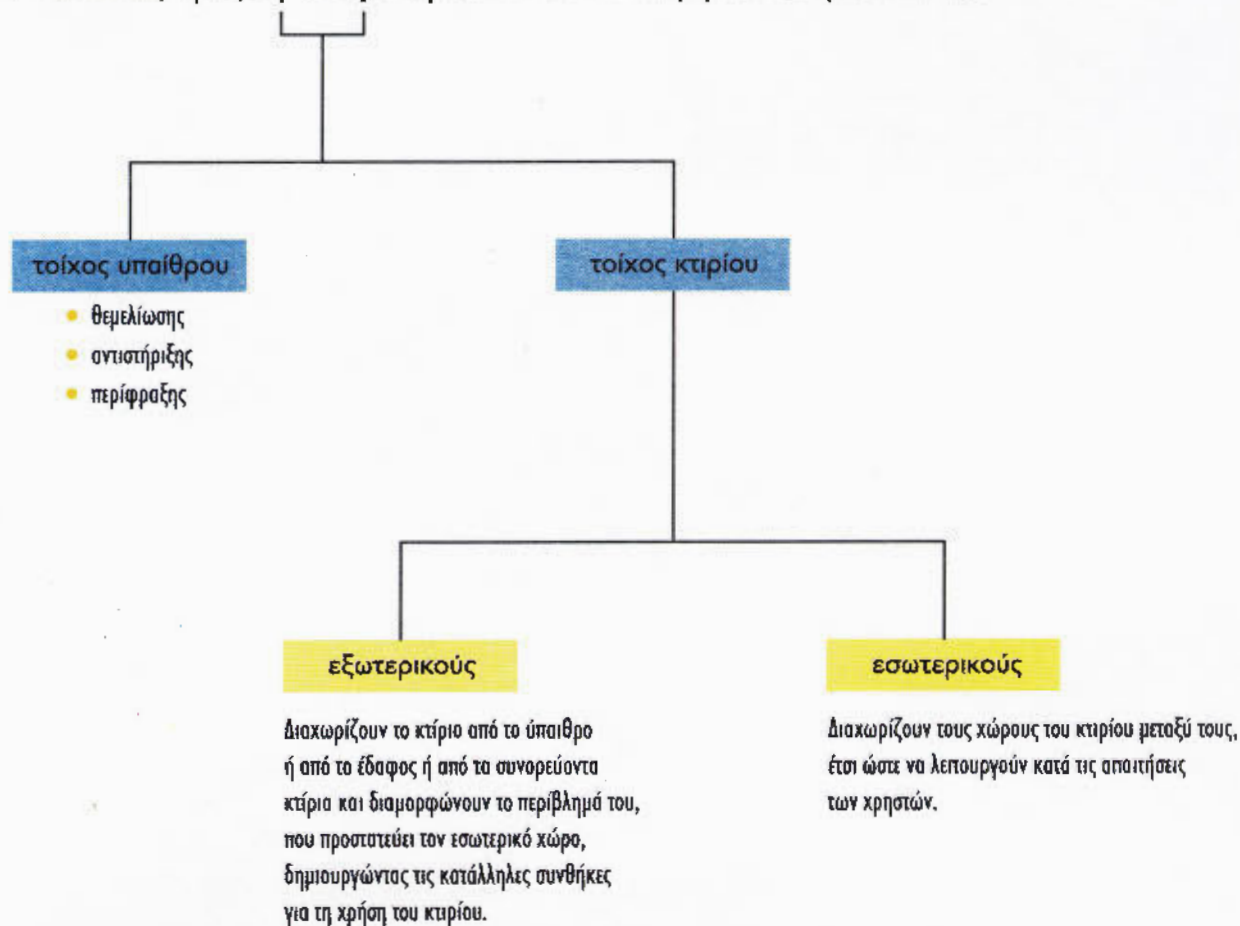 τοίχος υπαίθρου
θεμελίωσης
αντιστήριξης
περίφραξης
τοίχος κτιρίου
εξωτερικούς
Διαχωρίζουν το κτίριο από το ύπαιθρο
ή από το έδαφος ή από τα συνορεύοντα
κτίρια και διαμορφώνουν το περίβλημά του,
που προστατεύει τον εσωτερικό χώρο,
δημιουργώντας τις κατάλληλες συνθήκες
για τη χρήση του κτιρίου.
εσωτερικούς
Διαχωρίζουν τους χώρους του κτιρίου μεταξύ τους,
έτσι ώστε να λειτουργούν κατά τις απαιτήσεις
των χρηστών.